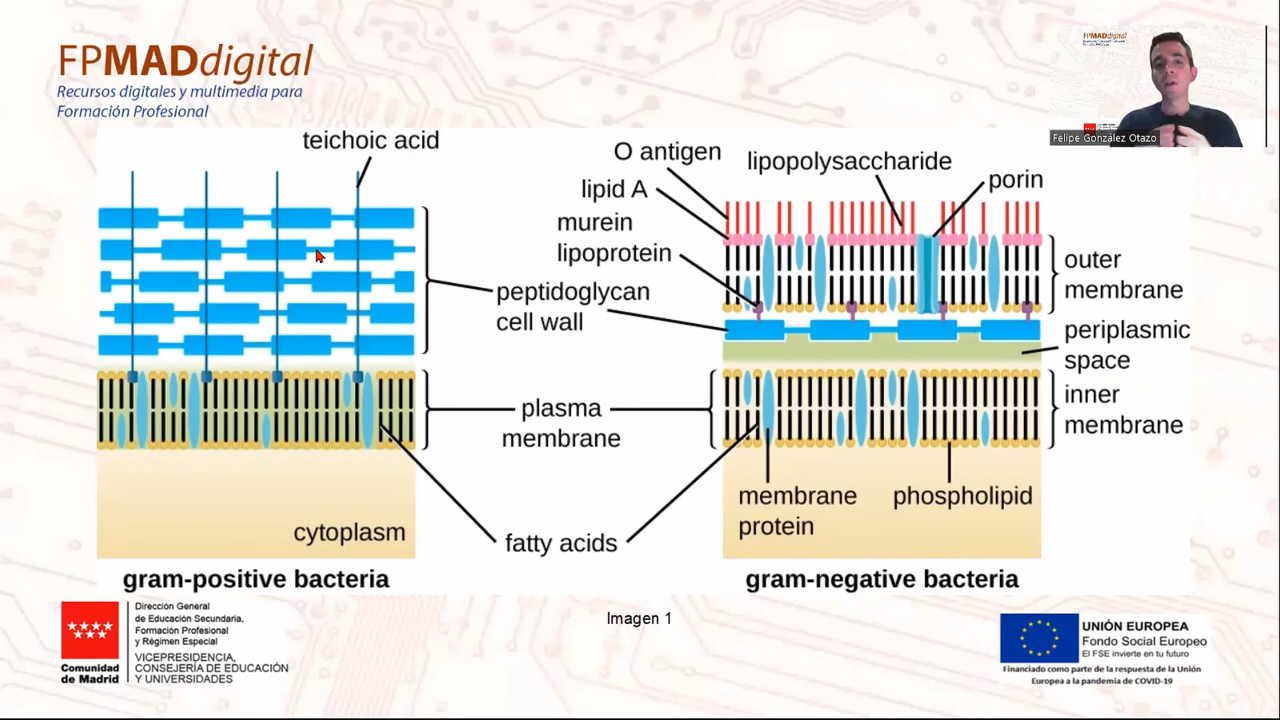 FPMADdigital
Recursos digitales y multimedia para
Formación Profesional
FPMADdigital
Felipe González Otazo
teichoic acid
O antigen
lipopolysaccharide
lipid A
porin
murein
lipoprotein
peptidoglycan
cell wall
outer
membrane
periplasmic
space
inner
membrane
plasma
membrane
membrane
protein
phospholipid
cytoplasm
fatty acids
gram-positive bacteria
gram-negative bacteria
Imagen 1
Comunidad
de Madrid
Dirección General
de Educación Secundaria,
Formación Profesional
y Régimen Especial
VICEPRESIDENCIA,
CONSEJERÍA DE EDUCACIÓN
Y UNIVERSIDADES
UNIÓN EUROPEA
Fondo Social Europeo
El FSE invierte en tu futuro
Financiado como parte de la respuesta de la Unión
Europea a la pandemia de COVID-19